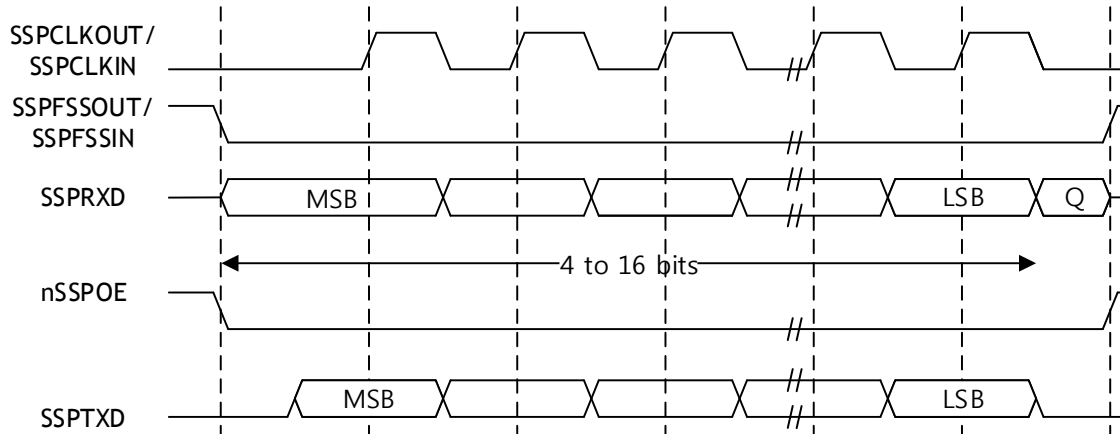 SSPCLKOUT/
SSPCLKIN
SSPFSSOUT/
SSPFSSIN
SSPRXD
MSB
LSB
Q
4 to 16 bits
nSSPOE
SSPTXD
MSB
LSB